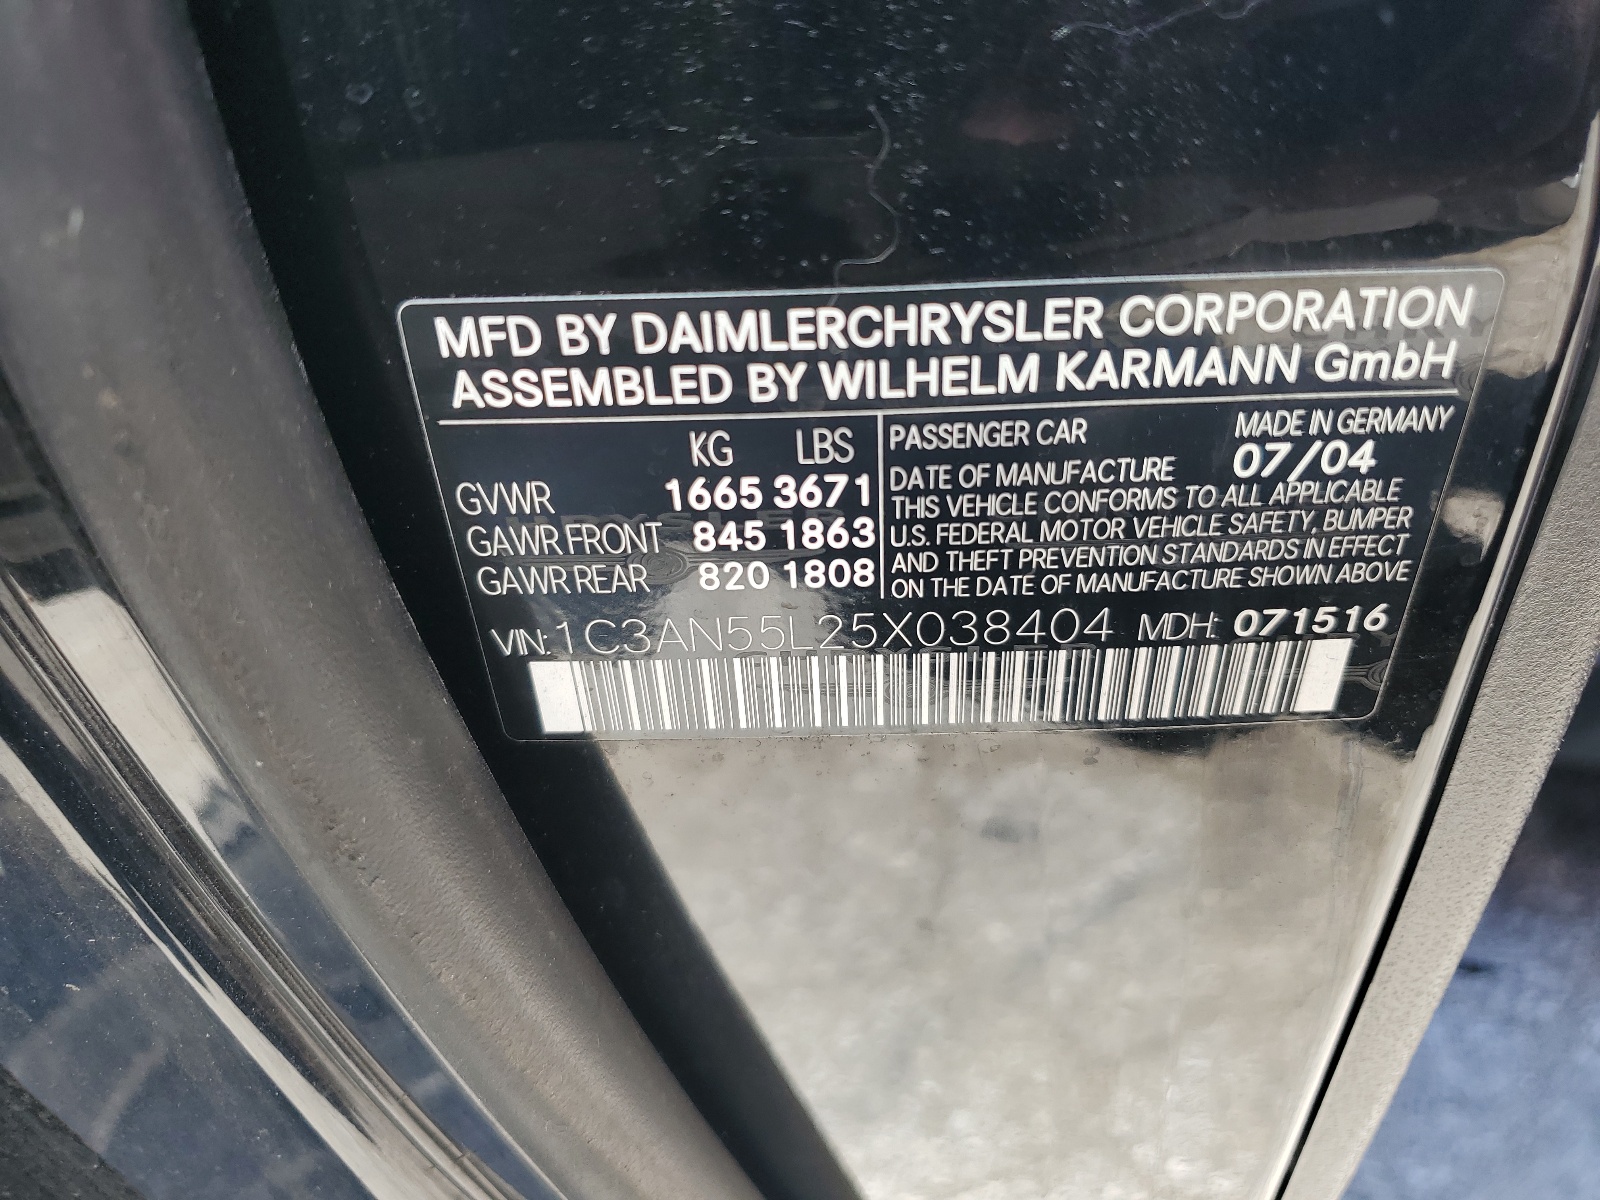 MFD BY DAIMLERCHRYSLER CORPORATION
ASSEMBLED BY WILHELM KARMANN GmbH
KG LBS
GVWR 1665 3671
GAWR FRONT 845 1863
GAWR REAR 820 1808
PASSENGER CAR MADE IN GERMANY
DATE OF MANUFACTURE 07/04
THIS VEHICLE CONFORMS TO ALL APPLICABLE
U.S. FEDERAL MOTOR VEHICLE SAFETY, BUMPER
AND THEFT PREVENTION STANDARDS IN EFFECT
ON THE DATE OF MANUFACTURE SHOWN ABOVE
VIN: 1C3AN55L25X038404 MDH: 071516